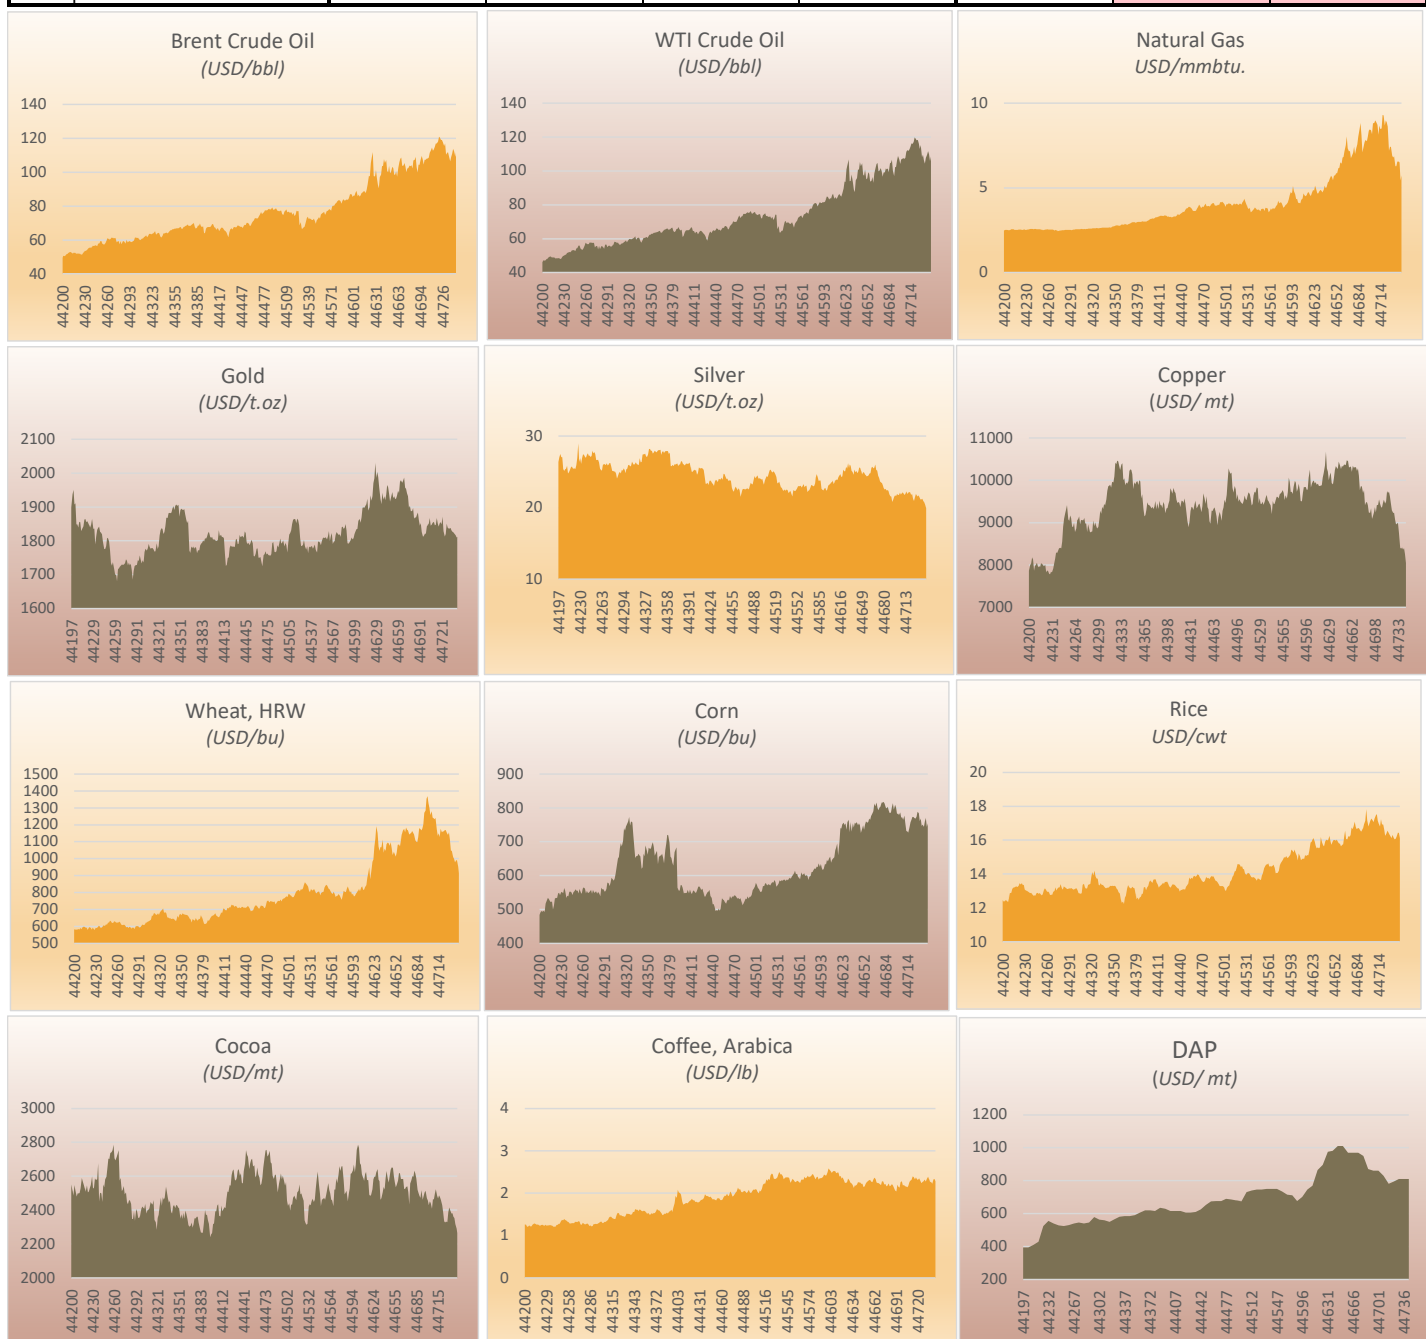 Brent Crude Oil
(USD/bbl)
140
120
100
80
60
40
44200 44230 44260 44293 44323 44355 44385 44417 44447 44477 44509 44539 44569 44601 44631 44663 44694 44726
WTI Crude Oil
(USD/bbl)
140
120
100
80
60
40
44200 44230 44260 44290 44320 44350 44379 44411 44440 44470 44501 44531 44561 44593 44623 44652 44684 44714
Natural Gas
USD/mmbtu.
10
5
0
44200 44230 44260 44291 44320 44350 44379 44411 44440 44470 44501 44531 44561 44593 44623 44652 44684 44714
Gold
(USD/t.oz)
2100
2000
1900
1800
1700
1600
44197 44229 44259 44291 44321 44351 44383 44413 44445 44475 44505 44537 44567 44599 44629 44659 44691 44721
Silver
(USD/t.oz)
30
20
10
44197 44230 44263 44294 44327 44358 44391 44424 44455 44488 44519 44552 44585 44616 44649 44680 44713
Copper
(USD/ mt)
11000
10000
9000
8000
7000
44200 44231 44264 44299 44333 44365 44398 44431 44463 44496 44529 44565 44596 44629 44662 44698 44733
Wheat, HRW
(USD/bu)
1500
1400
1300
1200
1100
1000
900
800
700
600
500
44200 44230 44260 44291 44320 44350 44379 44411 44440 44470 44501 44531 44561 44593 44623 44652 44684 44714
Corn
(USD/bu)
900
800
700
600
500
400
44200 44230 44260 44291 44320 44350 44379 44411 44440 44470 44501 44531 44561 44593 44623 44652 44684 44714
Rice
USD/cwt
20
18
16
14
12
10
44200 44230 44260 44291 44320 44350 44379 44411 44440 44470 44501 44531 44561 44593 44623 44652 44684 44714
Cocoa
(USD/mt)
3000
2800
2600
2400
2200
2000
44200 44230 44260 44292 44321 44351 44383 44412 44441 44473 44502 44532 44564 44594 44624 44655 44685 44715
Coffee, Arabica
(USD/lb)
4
3
2
1
0
44200 44229 44258 44286 44315 44343 44372 44403 44431 44460 44488 44516 44545 44574 44603 44634 44662 44691 44720
DAP
(USD/ mt)
1200
1000
800
600
400
200
44197 44232 44267 44302 44337 44372 44407 44442 44477 44512 44547 44596 44631 44666 44701 44736